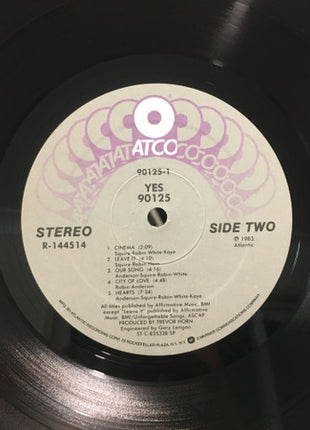 ATCO
90125-1
YES
90125
STEREO
R-144514
SIDE TWO
℗ 1983
Atlantic
1. CINEMA (2:09)
Squire-Rabin-White-Kaye
2. LEAVE IT (4:10)
Squire-Rabin-Horn
3. OUR SONG (4:16)
Anderson-Squire-Rabin-White
4. CITY OF LOVE (4:48)
Rabin-Anderson
5. HEARTS (7:34)
Anderson-Squire-Rabin-White-Kaye
All titles published by Affirmative Music, BMI
except "Leave It" published by Affirmative
Music, BMI/Unforgettable Songs, ASCAP.
PRODUCED BY TREVOR HORN
Engineered by Gary Langan
ST-C-835338 SP
MFG. BY ATLANTIC RECORDING CORP., 75 ROCKEFELLER PLAZA, N.Y., N.Y. A WARNER COMMUNICATIONS COMPANY